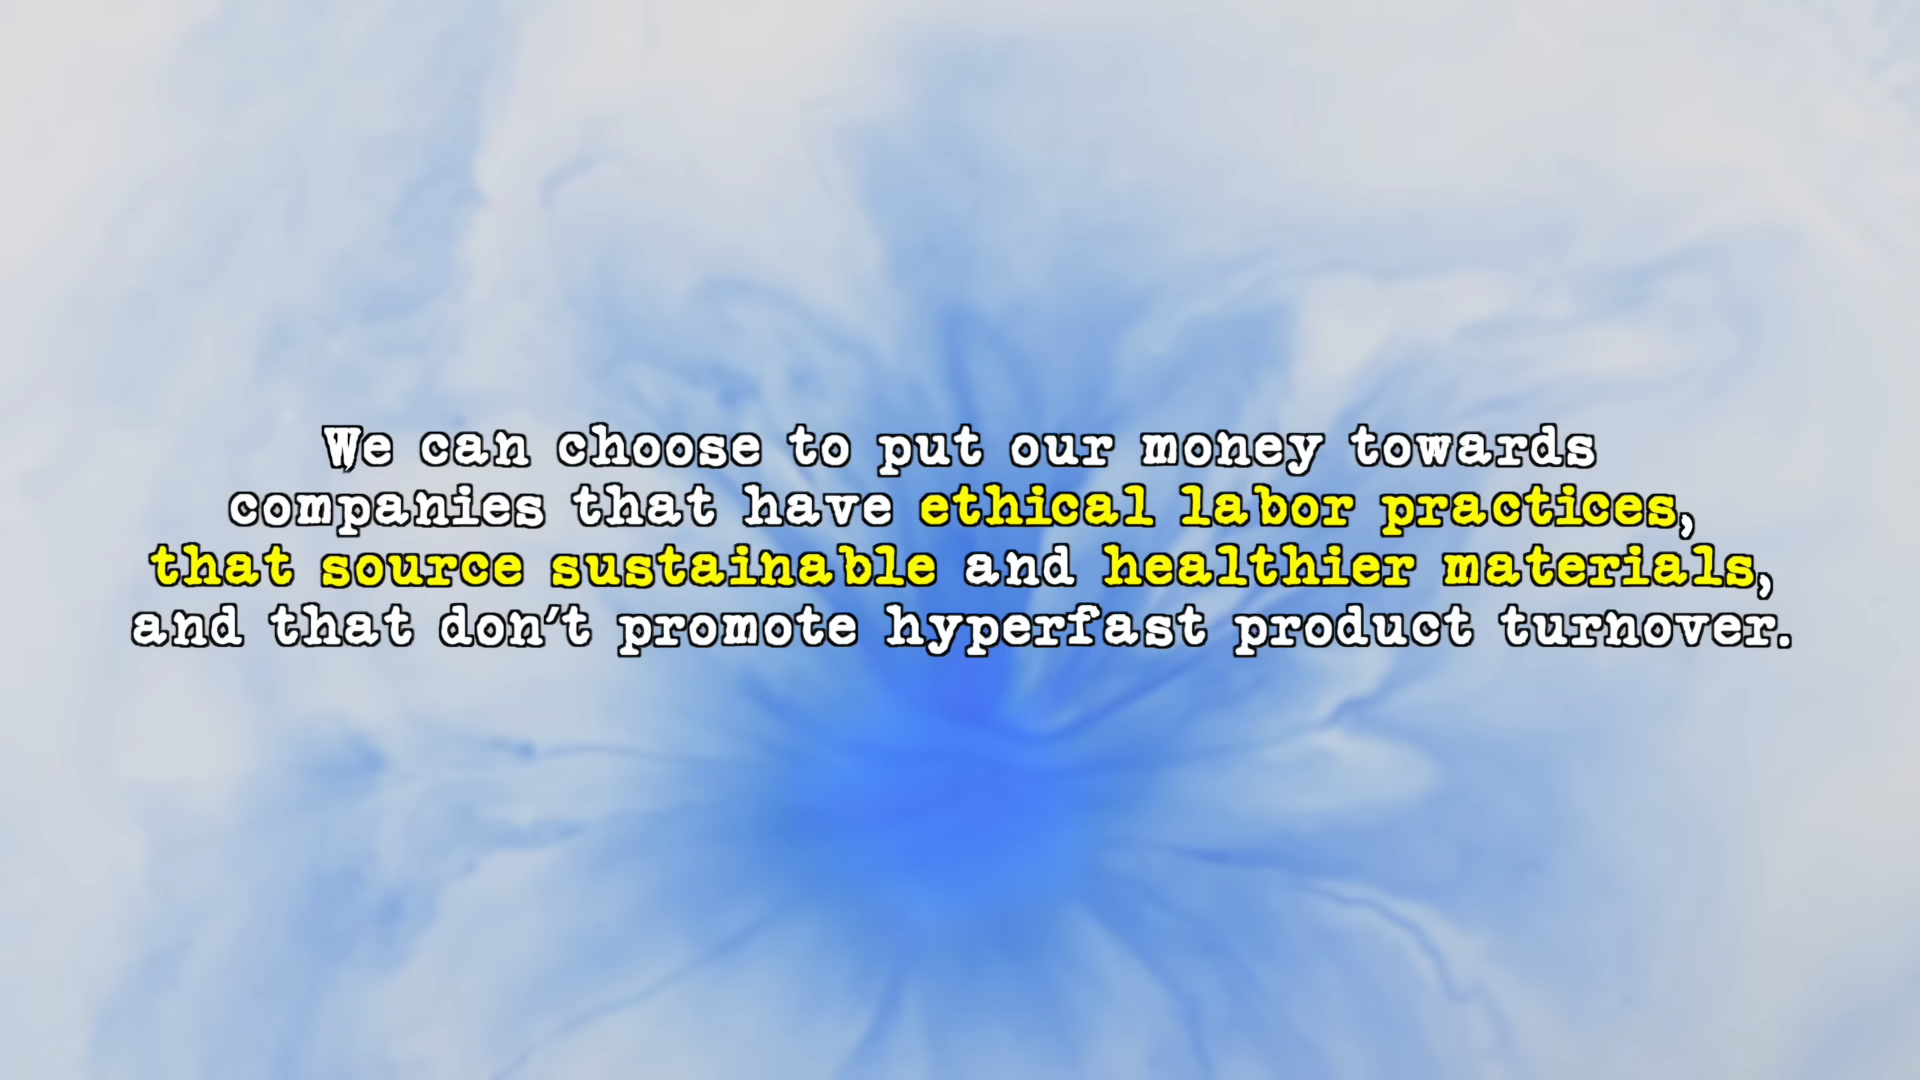 We can choose to put our money towards
companies that have ethical labor practices,
that source sustainable and healthier materials,
and that don't promote hyperfast product turnover.